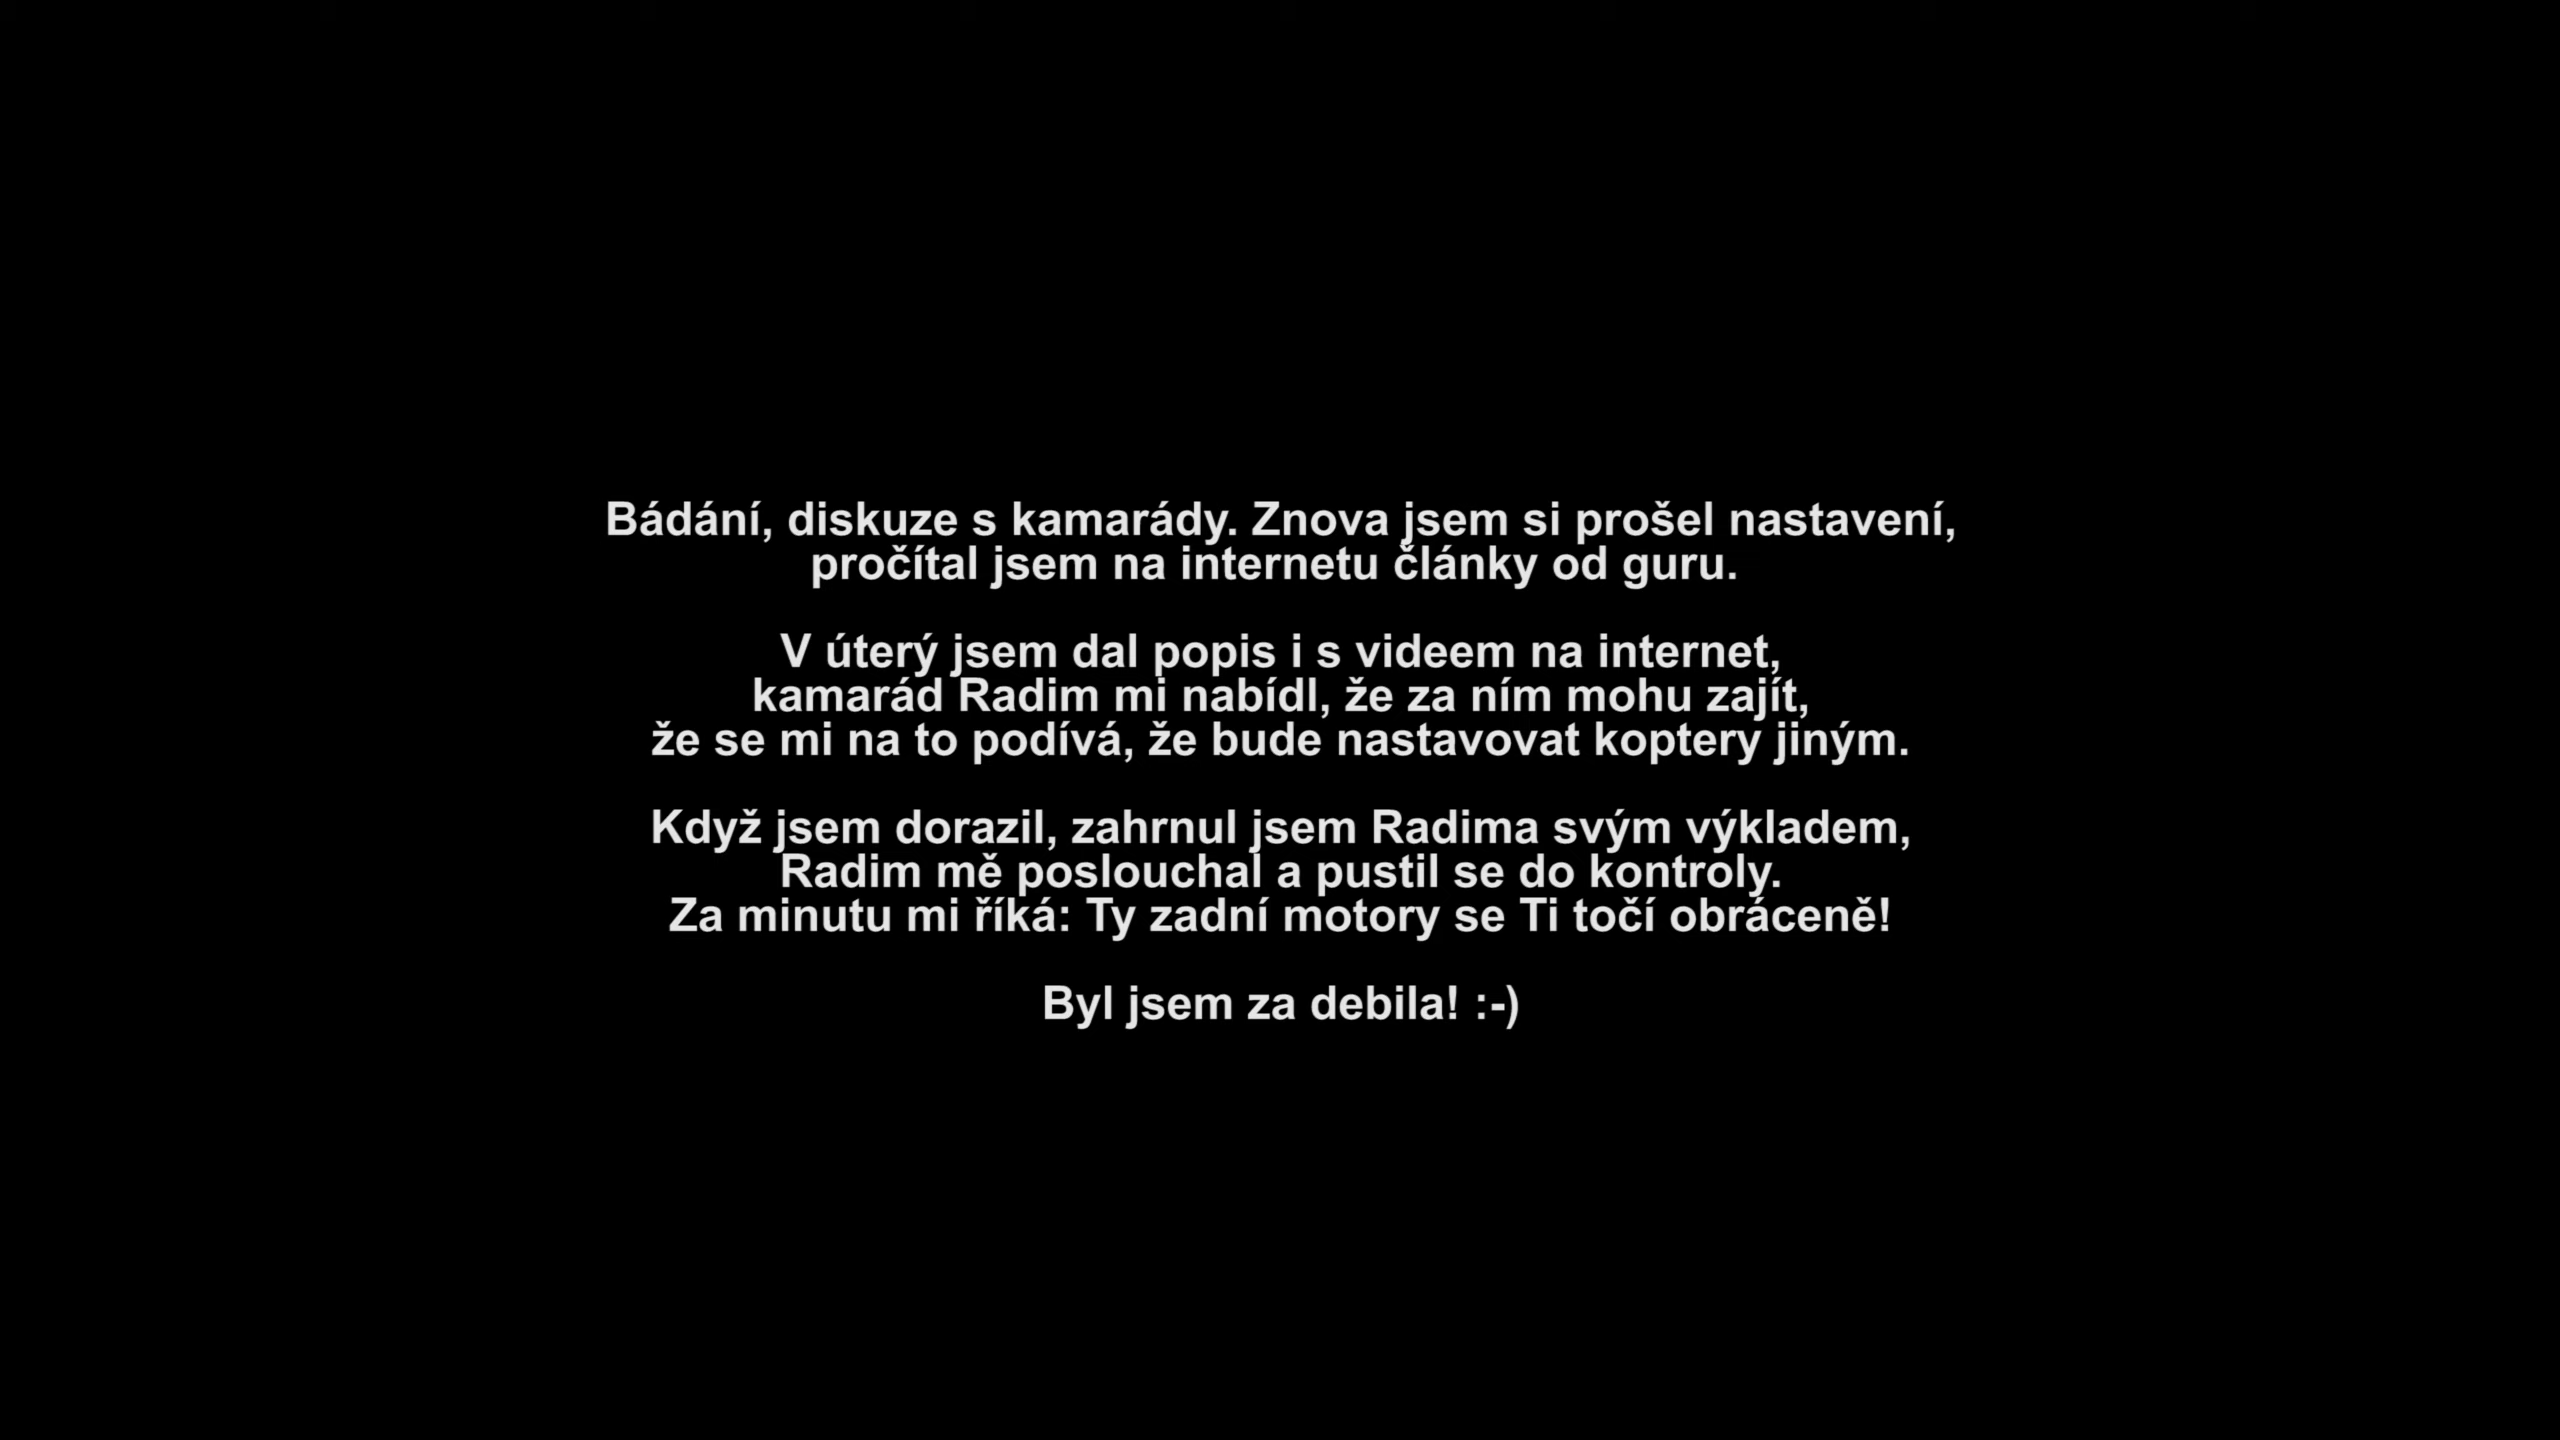 Bádání, diskuze s kamarády. Znova jsem si prošel nastavení,
pročítal jsem na internetu články od guru.
V úterý jsem dal popis i s videem na internet,
kamarád Radim mi nabídl, že za ním mohu zajít,
že se mi na to podívá, že bude nastavovat koptery jiným.
Když jsem dorazil, zahrnul jsem Radima svým výkladem,
Radim mě poslouchal a pustil se do kontroly.
Za minutu mi říká: Ty zadní motory se Ti točí obráceně!
Byl jsem za debila! :-)